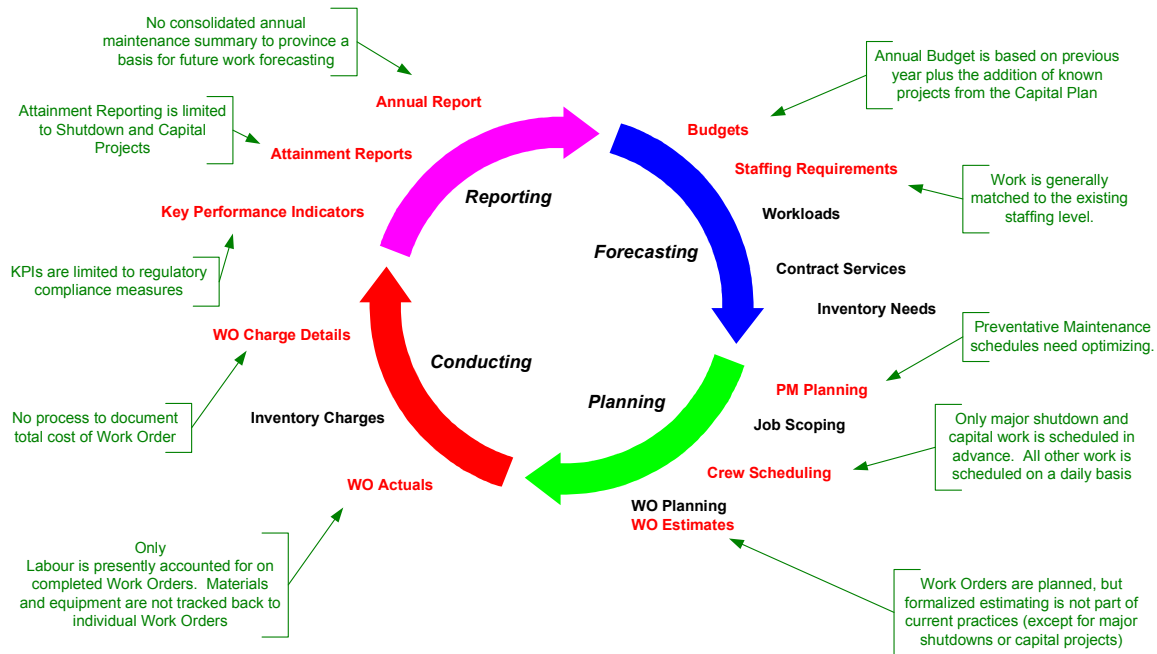 No consolidated annual
maintenance summary to province a
basis for future work forecasting
Annual Report
Attainment Reporting is limited
to Shutdown and Capital
Projects
Attainment Reports
Key Performance Indicators
KPIs are limited to regulatory
compliance measures
Reporting
Annual Budget is based on previous
year plus the addition of known
projects from the Capital Plan
Budgets
Staffing Requirements
Work is generally
matched to the existing
staffing level.
Workloads
Forecasting
Contract Services
Inventory Needs
Preventative Maintenance
schedules need optimizing.
PM Planning
Planning
Job Scoping
Only major shutdown and
capital work is scheduled in
advance.  All other work is
scheduled on a daily basis
Crew Scheduling
WO Planning
WO Estimates
Work Orders are planned, but
formalized estimating is not part of
current practices (except for major
shutdowns or capital projects)
WO Charge Details
Conducting
No process to document
total cost of Work Order
Inventory Charges
WO Actuals
Only
Labour is presently accounted for on
completed Work Orders.  Materials
and equipment are not tracked back to
individual Work Orders